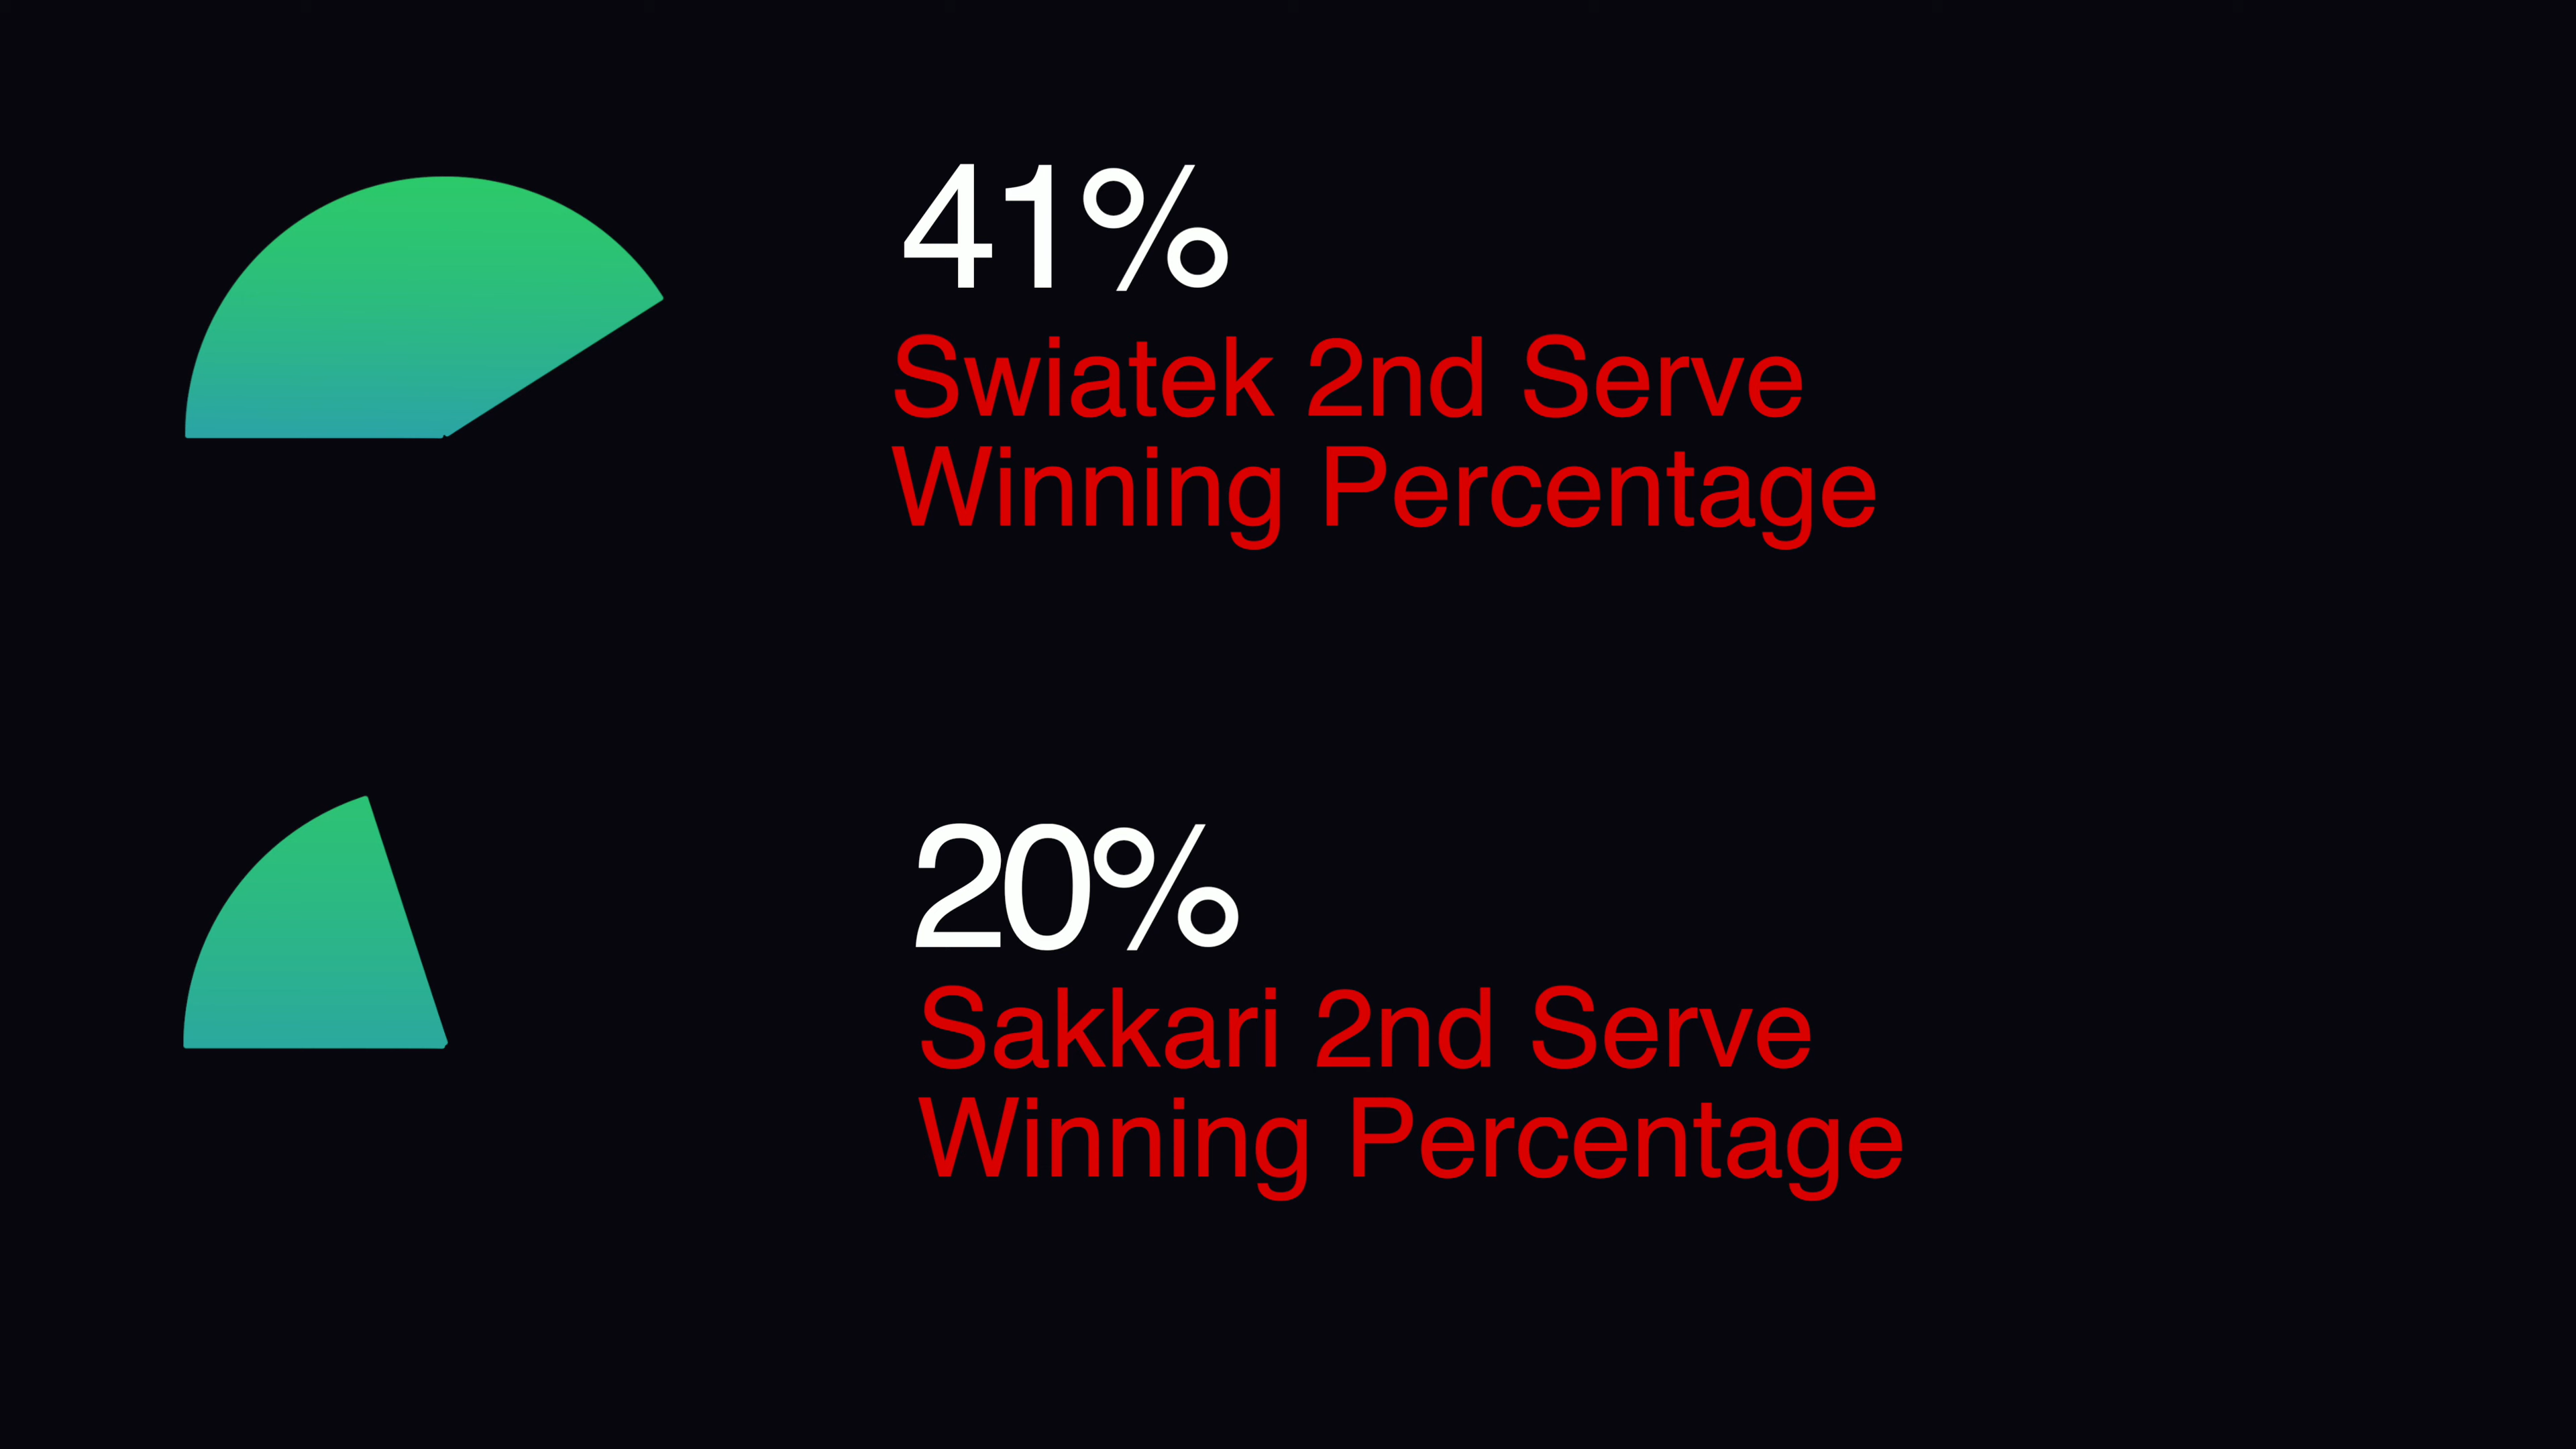 41%
Swiatek 2nd Serve
Winning Percentage
20%
Sakkari 2nd Serve
Winning Percentage